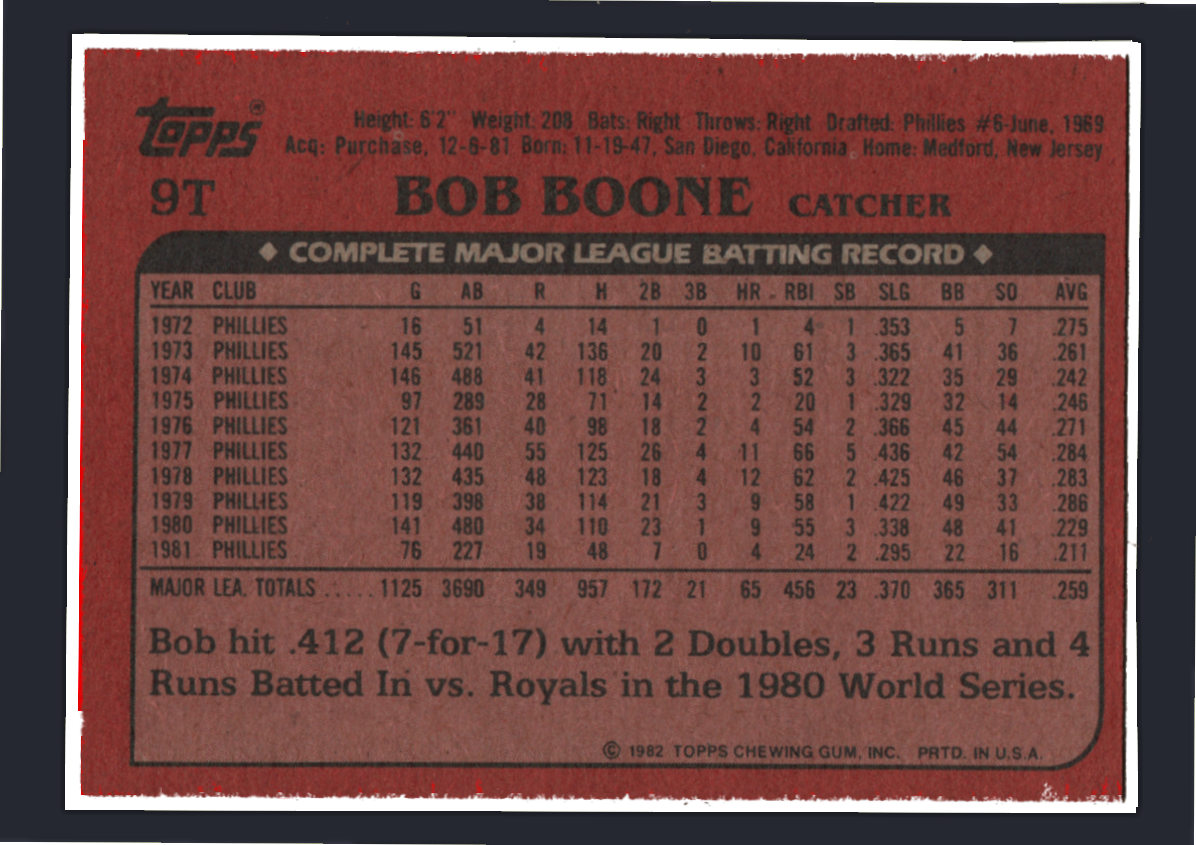 TOPPS®
Height: 6'2" Weight: 208 Bats: Right Throws: Right Drafted: Phillies #6-June, 1969
Acq: Purchase, 12-6-81 Born: 11-19-47, San Diego, California Home: Medford, New Jersey
9T BOB BOONE CATCHER
◆ COMPLETE MAJOR LEAGUE BATTING RECORD ◆
YEAR CLUB G AB R H 2B 3B HR RBI SB SLG BB SO AVG
1972 PHILLIES 16 51 4 14 1 0 1 4 1 .353 5 7 .275
1973 PHILLIES 145 521 42 136 20 2 10 61 3 .365 41 36 .261
1974 PHILLIES 146 488 41 118 24 3 3 52 3 .322 35 29 .242
1975 PHILLIES 97 289 28 71 14 2 2 20 1 .329 32 14 .246
1976 PHILLIES 121 361 40 98 18 2 4 54 2 .366 45 44 .271
1977 PHILLIES 132 440 55 125 26 4 11 66 5 .436 42 54 .284
1978 PHILLIES 132 435 48 123 18 4 12 62 2 .425 46 37 .283
1979 PHILLIES 119 398 38 114 21 3 9 58 1 .422 49 33 .286
1980 PHILLIES 141 480 34 110 23 1 9 55 3 .338 48 41 .229
1981 PHILLIES 76 227 19 48 7 0 4 24 2 .295 22 16 .211
MAJOR LEA. TOTALS ..... 1125 3690 349 957 172 21 65 456 23 .370 365 311 .259
Bob hit .412 (7-for-17) with 2 Doubles, 3 Runs and 4
Runs Batted In vs. Royals in the 1980 World Series.
© 1982 TOPPS CHEWING GUM, INC. PRTD. IN U.S.A.